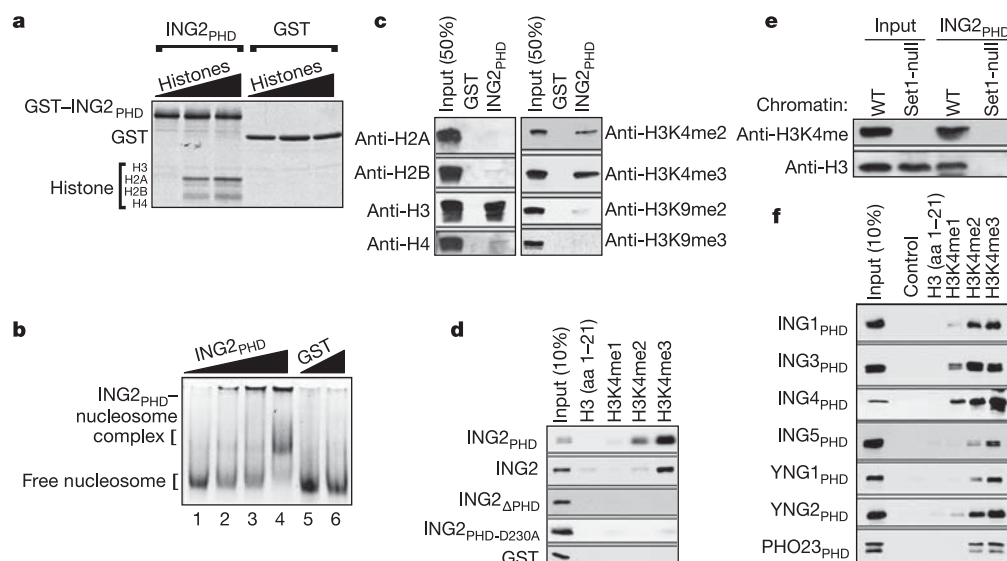 a
ING2PHD GST
Histones Histones
GST–ING2PHD
GST
Histone
H3
H2A
H2B
H4
b
ING2PHD GST
ING2PHD–
nucleosome
complex
Free nucleosome
1 2 3 4 5 6
c
Input (50%) GST ING2PHD Input (50%) GST ING2PHD
Anti-H2A Anti-H3K4me2
Anti-H2B Anti-H3K4me3
Anti-H3 Anti-H3K9me2
Anti-H4 Anti-H3K9me3
d
Input (10%) H3 (aa 1–21) H3K4me1 H3K4me2 H3K4me3
ING2PHD
ING2
ING2ΔPHD
ING2PHD-D230A
GST
e
Input ING2PHD
Chromatin: WT Set1-null WT Set1-null
Anti-H3K4me
Anti-H3
f
Input (10%) Control H3 (aa 1–21) H3K4me1 H3K4me2 H3K4me3
ING1PHD
ING3PHD
ING4PHD
ING5PHD
YNG1PHD
YNG2PHD
PHO23PHD